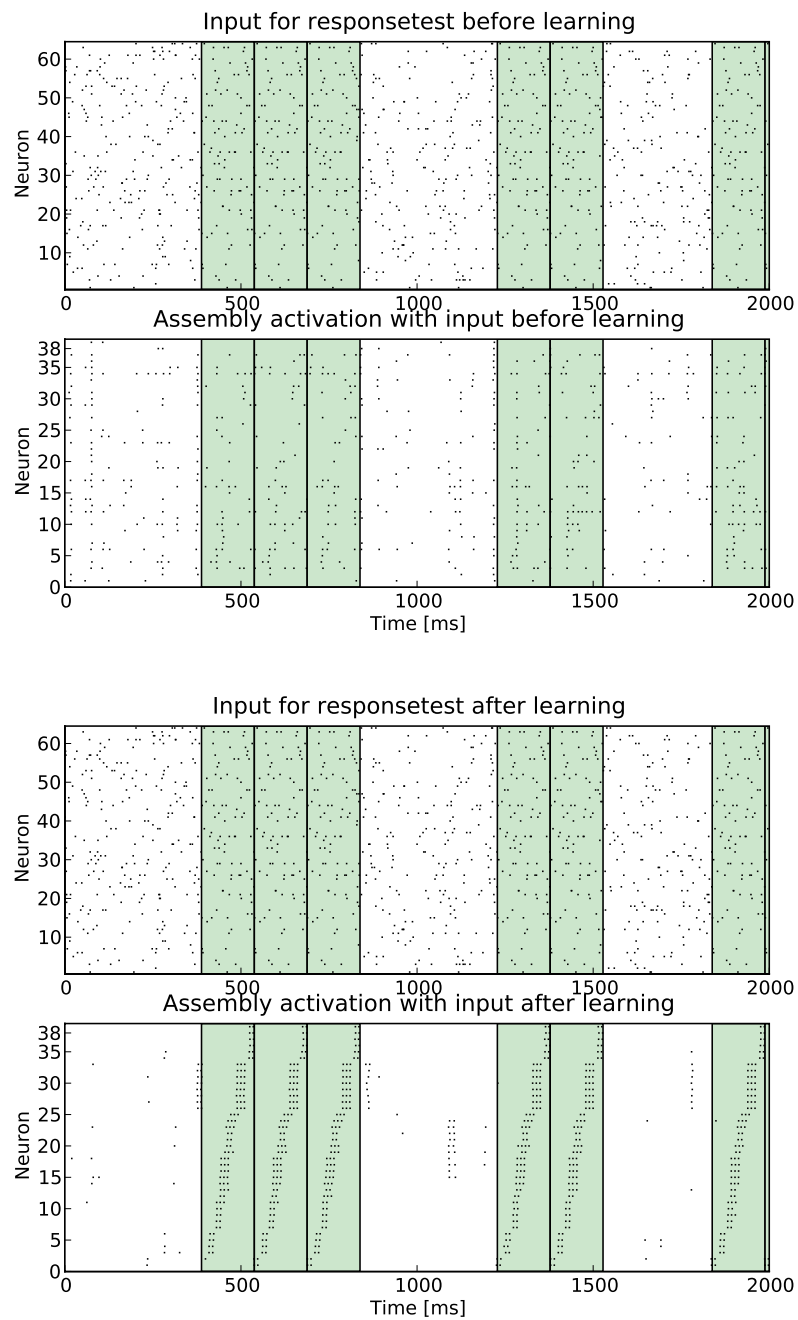 Input for responsetest before learning
60
50
40
30
20
10
Neuron
0 500 1000 1500 2000
Assembly activation with input before learning
38
35
30
25
20
15
10
5
0
Neuron
0 500 1000 1500 2000
Time [ms]
Input for responsetest after learning
60
50
40
30
20
10
Neuron
0 500 1000 1500 2000
Assembly activation with input after learning
38
35
30
25
20
15
10
5
0
Neuron
0 500 1000 1500 2000
Time [ms]